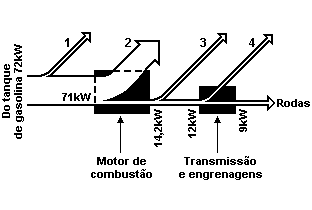 1
2
3
4
Do tanque
de gasolina 72kW
71kW
14,2kW
12kW
9kW
Rodas
Motor de
combustão
Transmissão
e engrenagens